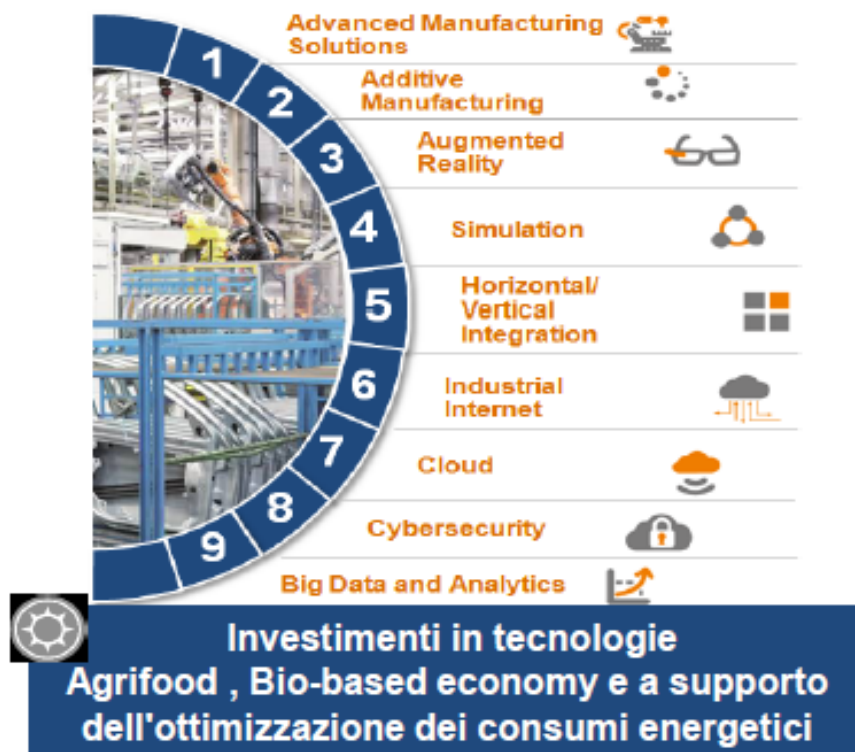 1
Advanced Manufacturing
Solutions
2
Additive
Manufacturing
3
Augmented
Reality
4
Simulation
5
Horizontal/
Vertical
Integration
6
Industrial
Internet
7
Cloud
8
Cybersecurity
9
Big Data and Analytics
Investimenti in tecnologie
Agrifood , Bio-based economy e a supporto
dell'ottimizzazione dei consumi energetici